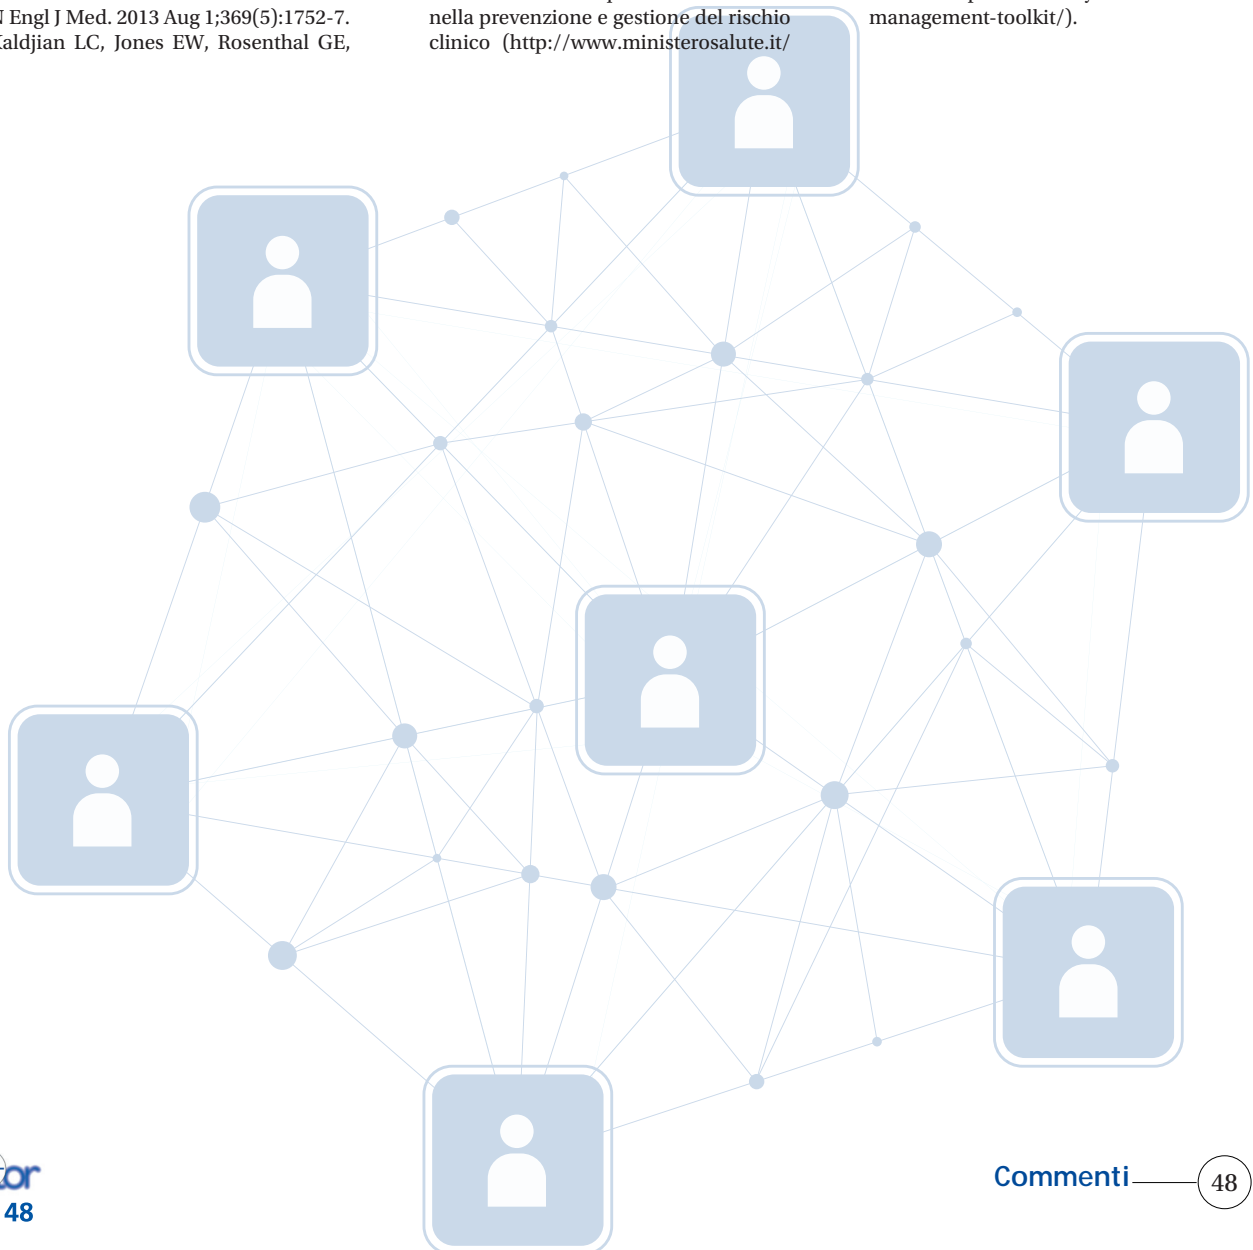 N Engl J Med. 2013 Aug 1;369(5):1752-7.
Kaldjian LC, Jones EW, Rosenthal GE,
nella prevenzione e gestione del rischio
clinico (http://www.ministerosalute.it/
management-toolkit/).
48
Commenti
48